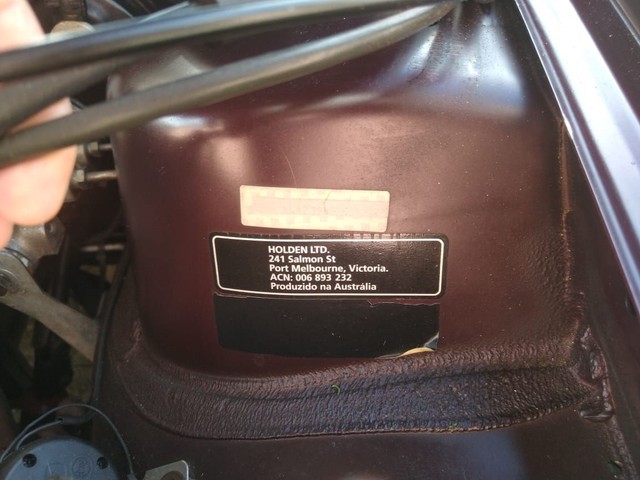 HOLDEN LTD.
241 Salmon St
Port Melbourne, Victoria.
ACN: 006 893 232
Produzido na Austrália